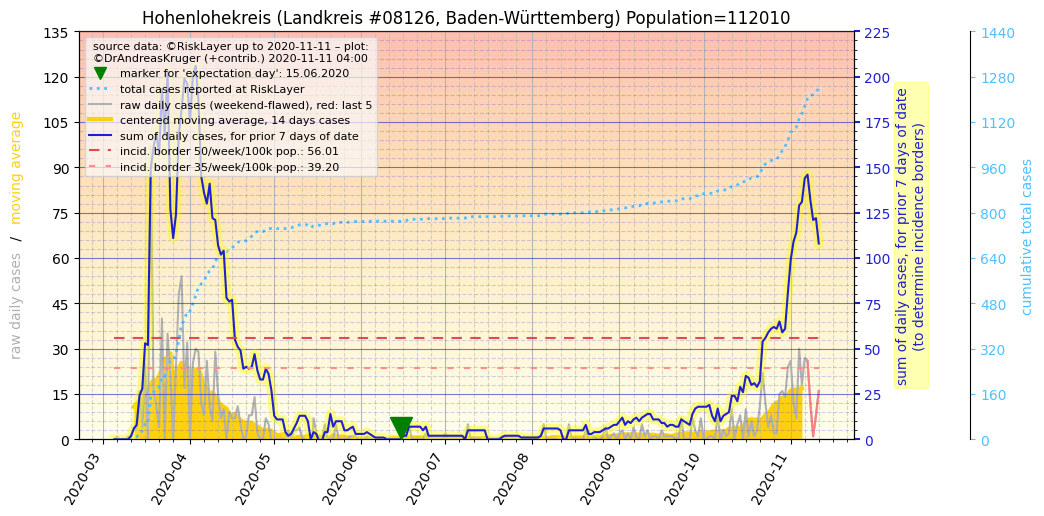 Hohenlohekreis (Landkreis #08126, Baden-Württemberg) Population=112010
source data: ©RiskLayer up to 2020-11-11 – plot:
©DrAndreasKruger (+contrib.) 2020-11-11 04:00
marker for 'expectation day': 15.06.2020
total cases reported at RiskLayer
raw daily cases (weekend-flawed), red: last 5
centered moving average, 14 days cases
sum of daily cases, for prior 7 days of date
incid. border 50/week/100k pop.: 56.01
incid. border 35/week/100k pop.: 39.20
raw daily cases / moving average
135
120
105
90
75
60
45
30
15
0
2020-03
2020-04
2020-05
2020-06
2020-07
2020-08
2020-09
2020-10
2020-11
225
200
175
150
125
100
75
50
25
0
sum of daily cases, for prior 7 days of date
(to determine incidence borders)
1440
1280
1120
960
800
640
480
320
160
0
cumulative total cases